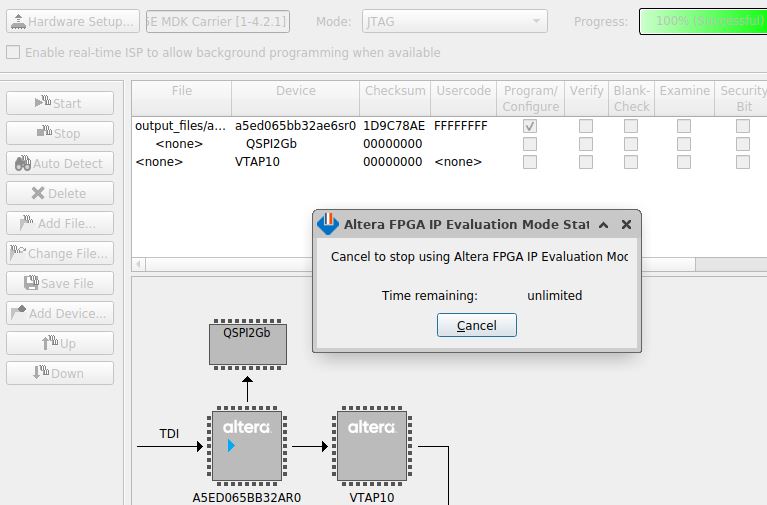 Hardware Setup...
5E MDK Carrier [1-4.2.1]
Mode:
JTAG
Progress:
100% (Successful)
Enable real-time ISP to allow background programming when available
Start
Stop
Auto Detect
Delete
Add File...
Change File...
Save File
Add Device...
Up
Down
File Device Checksum Usercode Program/ Configure Verify Blank- Check Examine Security Bit
output_files/a... a5ed065bb32ae6sr0 1D9C78AE FFFFFFFF
<none> QSPI2Gb 00000000
<none> VTAP10 00000000 <none>
Altera FPGA IP Evaluation Mode Stat
Cancel to stop using Altera FPGA IP Evaluation Mod
Time remaining: unlimited
Cancel
QSPI2Gb
TDI
altera
altera
A5ED065BB32AR0
VTAP10